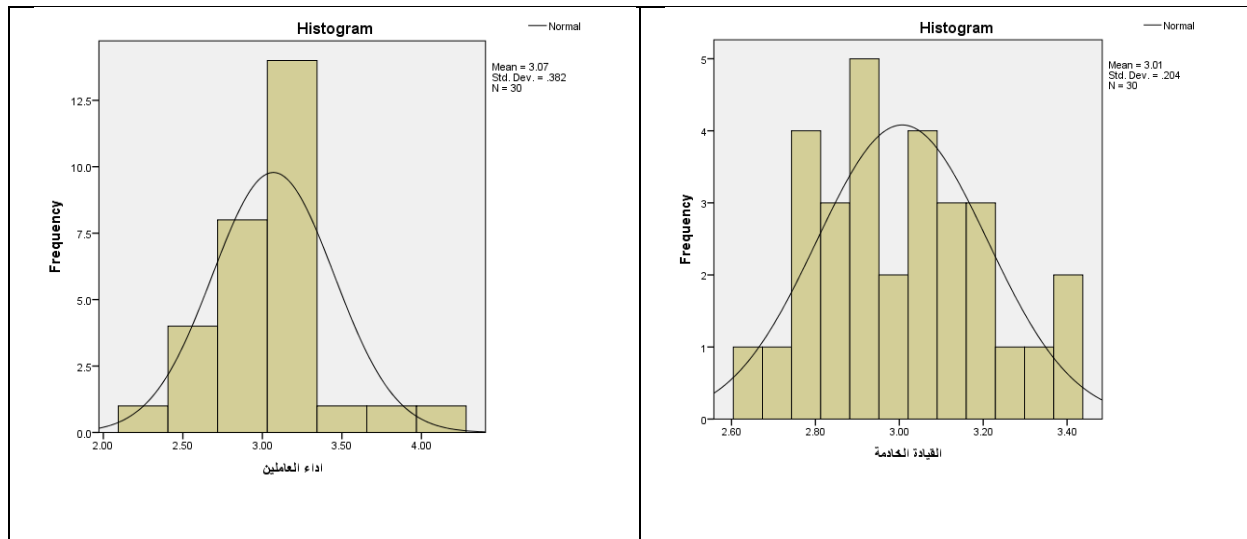 Histogram
Normal
Mean = 3.07
Std. Dev. = .382
N = 30
Frequency
12.5
10.0
7.5
5.0
2.5
0.0
2.00 2.50 3.00 3.50 4.00
اداء العاملين
Histogram
Normal
Mean = 3.01
Std. Dev. = .204
N = 30
Frequency
5
4
3
2
1
0
2.60 2.80 3.00 3.20 3.40
القيادة الخادمة